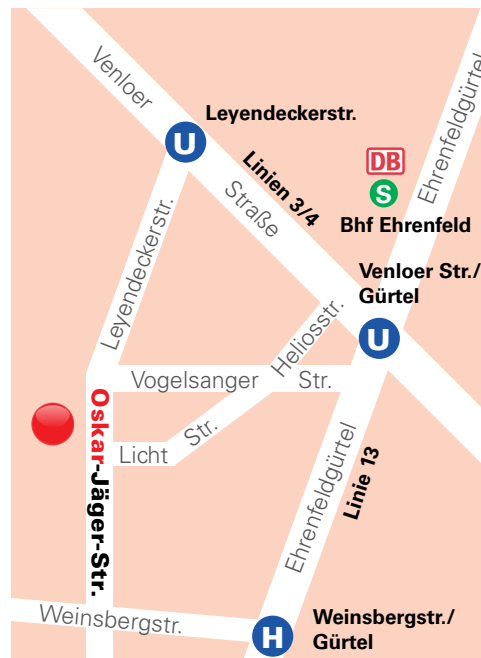 Venloer
Straße
Leyendeckerstr.
U
Linien 3/4
DB
S
Bhf Ehrenfeld
Ehrenfeldgürtel
Venloer Str./
Gürtel
U
Leyendeckerstr.
Heliosstr.
Vogelsanger Str.
Licht Str.
Oskar-Jäger-Str.
Ehrenfeldgürtel
Linie 13
Weinsbergstr.
H
Weinsbergstr./
Gürtel